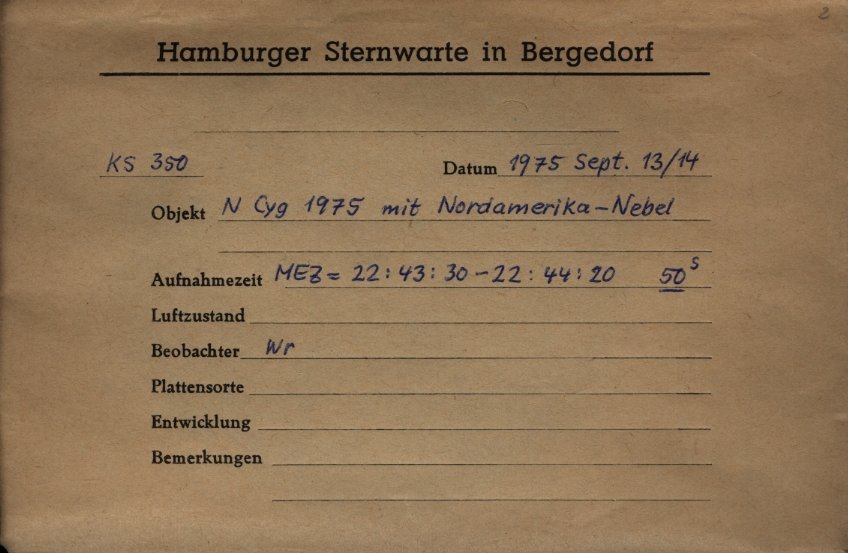 2
Hamburger Sternwarte in Bergedorf
KS 350 Datum 1975 Sept. 13/14
Objekt N Cyg 1975 mit Nordamerika-Nebel
Aufnahmezeit MEZ = 22:43:30 - 22:44:20 50s
Luftzustand
Beobachter Wr
Plattensorte
Entwicklung
Bemerkungen